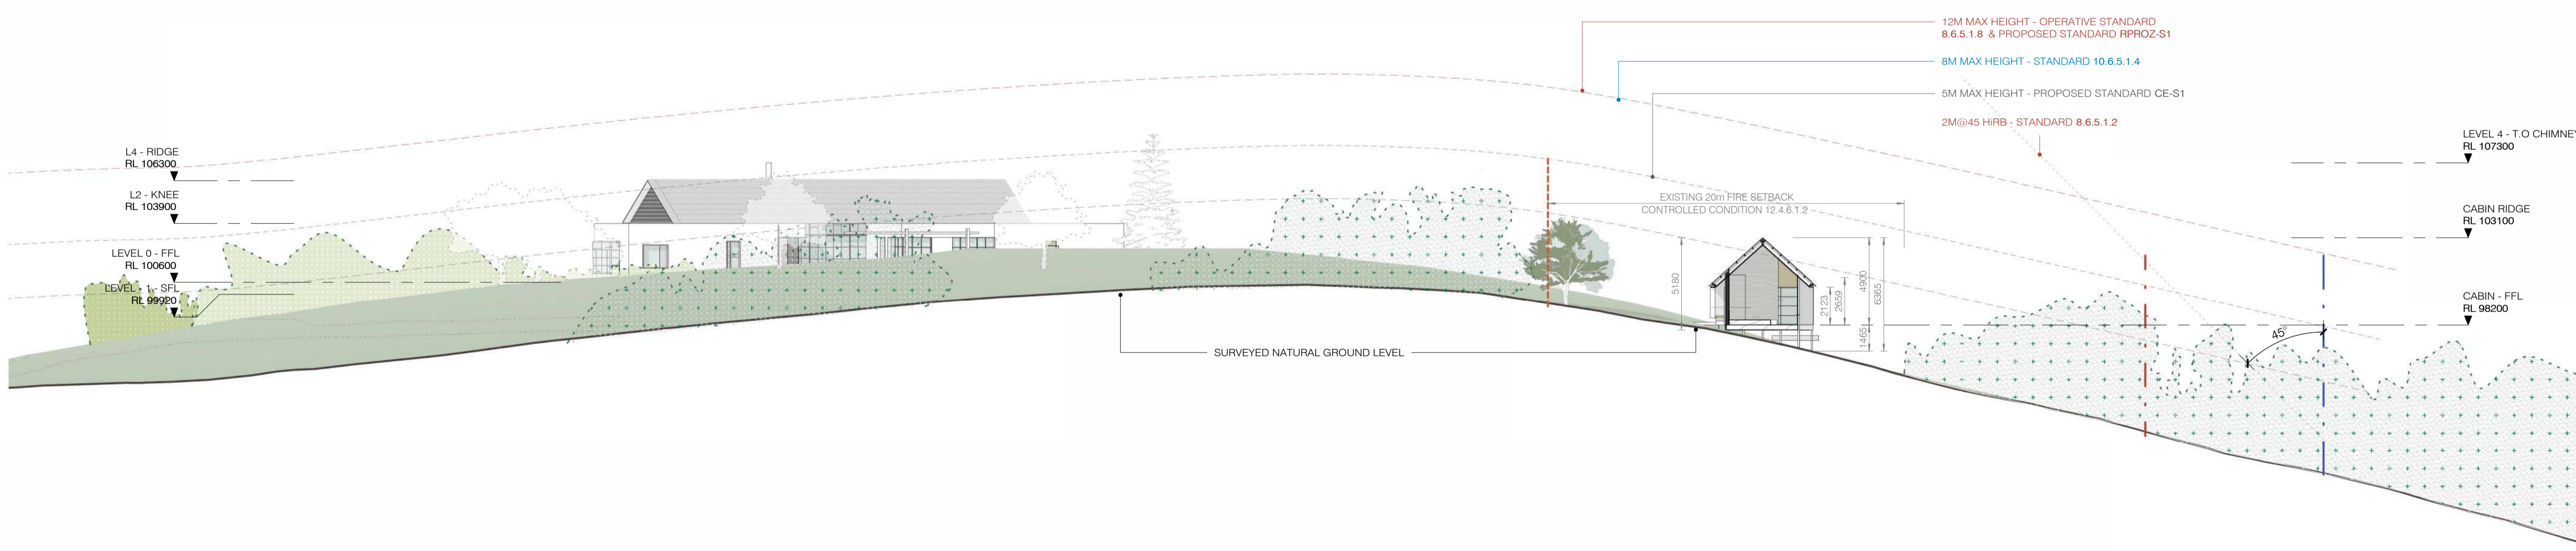 12M MAX HEIGHT - OPERATIVE STANDARD
8.6.5.1.8 & PROPOSED STANDARD RPROZ-S1
8M MAX HEIGHT - STANDARD 10.6.5.1.4
5M MAX HEIGHT - PROPOSED STANDARD CE-S1
2M@45 HiRB - STANDARD 8.6.5.1.2
L4 - RIDGE
RL 106300
L2 - KNEE
RL 103900
LEVEL 0 - FFL
RL 100600
LEVEL - 1 - SFL
RL 99920
EXISTING 20m FIRE SETBACK
CONTROLLED CONDITION 12.4.6.1.2
5180
2123
2659
4900
6365
1465
SURVEYED NATURAL GROUND LEVEL
45°
LEVEL 4 - T.O CHIMNEY
RL 107300
CABIN RIDGE
RL 103100
CABIN - FFL
RL 98200